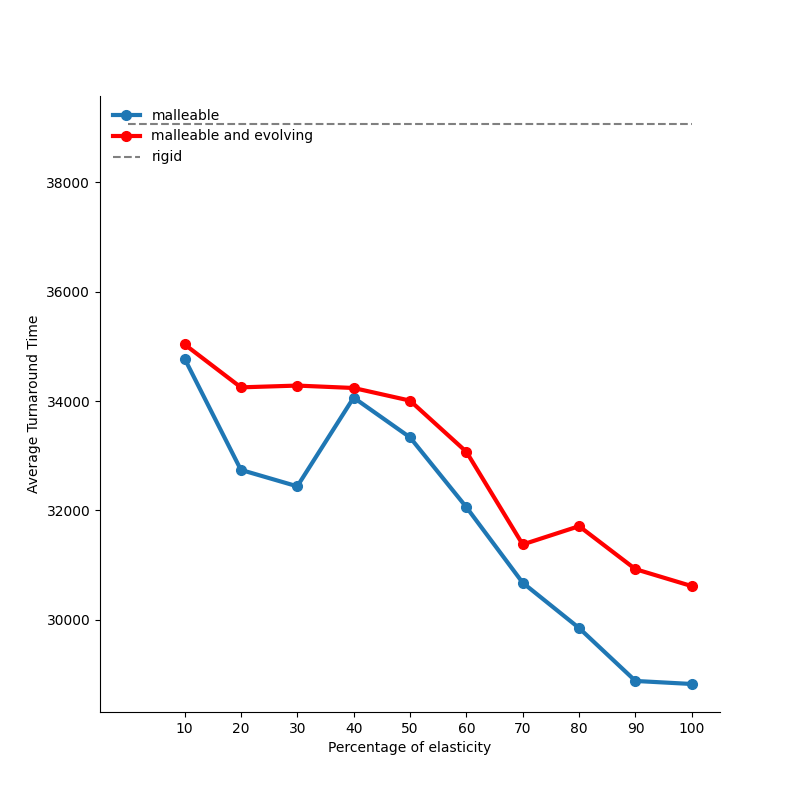 malleable
malleable and evolving
rigid
38000
36000
34000
32000
30000
Average Turnaround Time
10 20 30 40 50 60 70 80 90 100
Percentage of elasticity